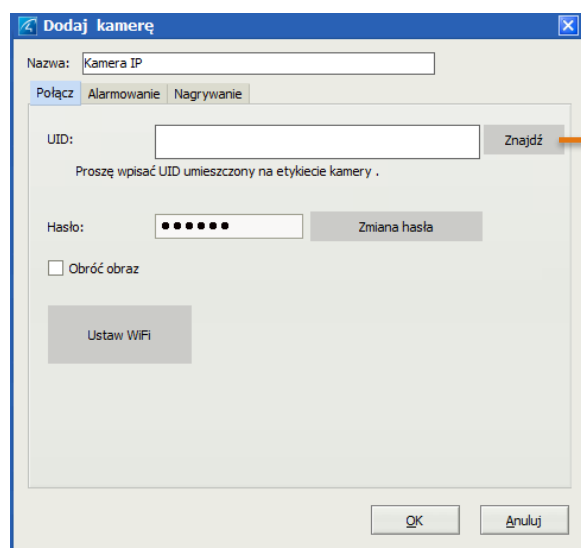 Dodaj kamerę
Nazwa: Kamera IP
Połącz Alarmowanie Nagrywanie
UID: Znajdź
Proszę wpisać UID umieszczony na etykiecie kamery .
Hasło: ●●●●●● Zmiana hasła
Obróć obraz
Ustaw WiFi
OK Anuluj